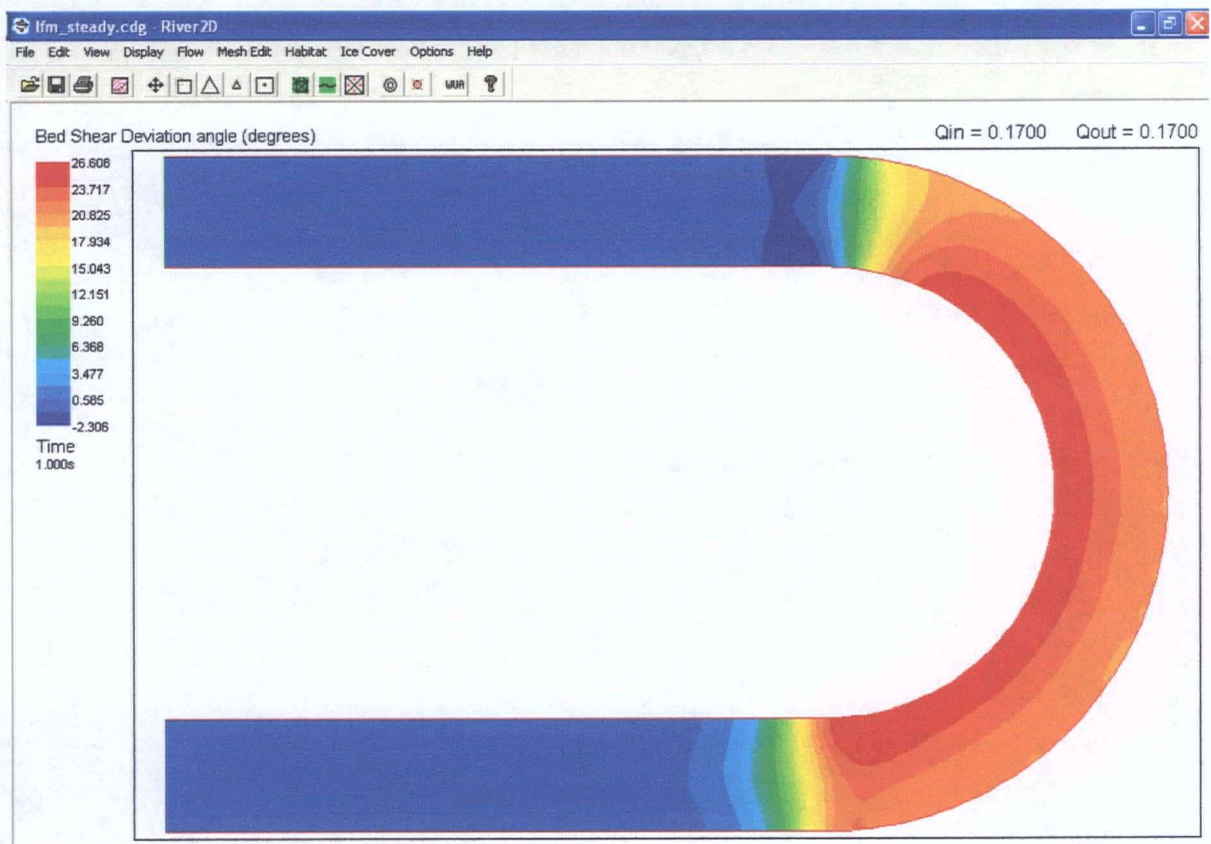 lfm_steady.cdg - River2D
File Edit View Display Flow Mesh Edit Habitat Ice Cover Options Help
WUA
Bed Shear Deviation angle (degrees)
Qin = 0.1700 Qout = 0.1700
26.608
23.717
20.825
17.934
15.043
12.151
9.260
6.368
3.477
0.585
-2.306
Time
1.000s